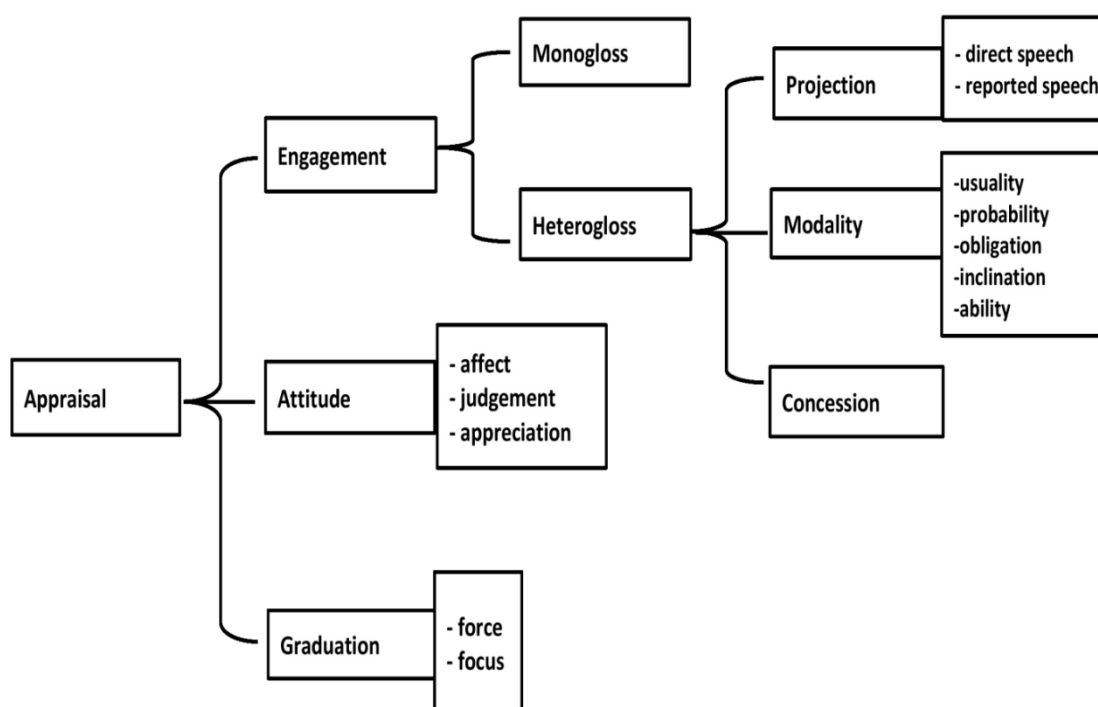 Appraisal
Engagement
Monogloss
Heterogloss
Projection
- direct speech
- reported speech
Modality
-usuality
-probability
-obligation
-inclination
-ability
Concession
Attitude
- affect
- judgement
- appreciation
Graduation
- force
- focus